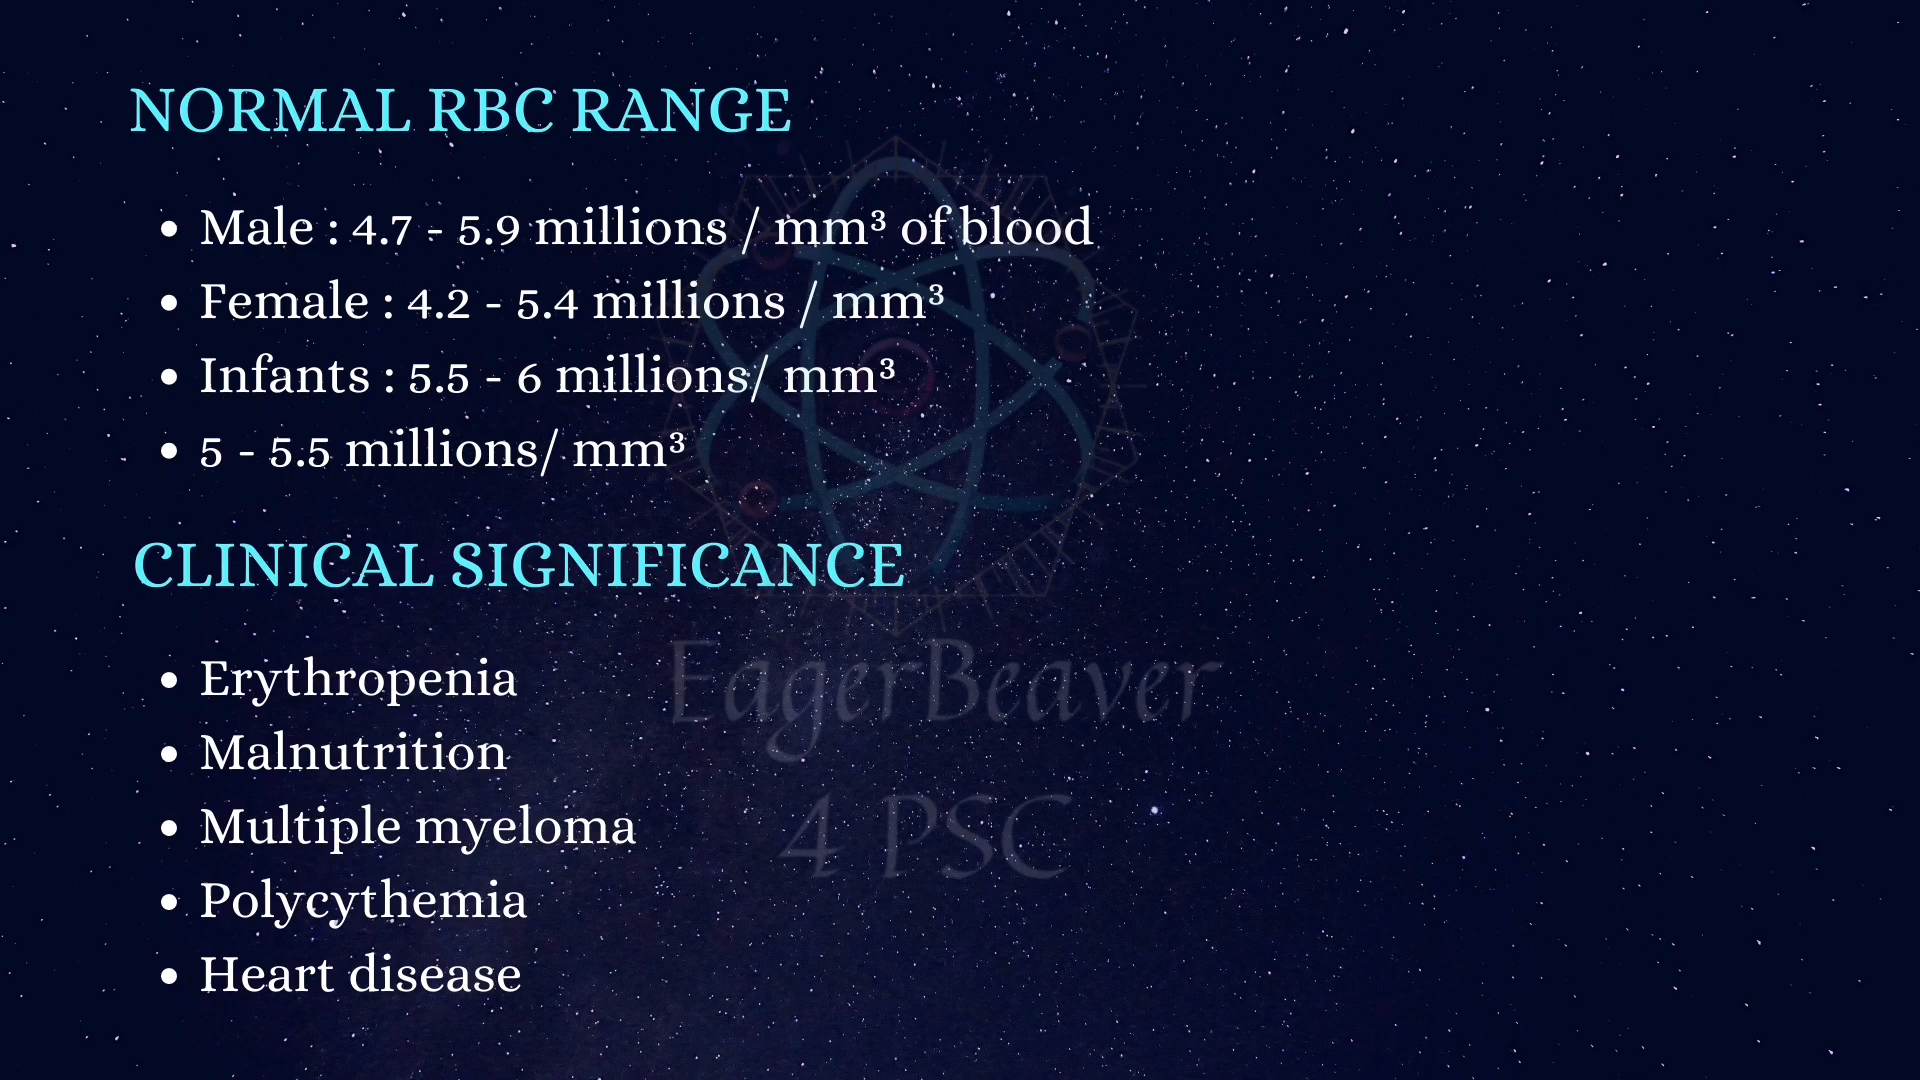 NORMAL RBC RANGE
• Male : 4.7 - 5.9 millions / mm³ of blood
• Female : 4.2 - 5.4 millions / mm³
• Infants : 5.5 - 6 millions/ mm³
• 5 - 5.5 millions/ mm³
CLINICAL SIGNIFICANCE
• Erythropenia
• Malnutrition
• Multiple myeloma
• Polycythemia
• Heart disease
EagerBeaver
4 PSC